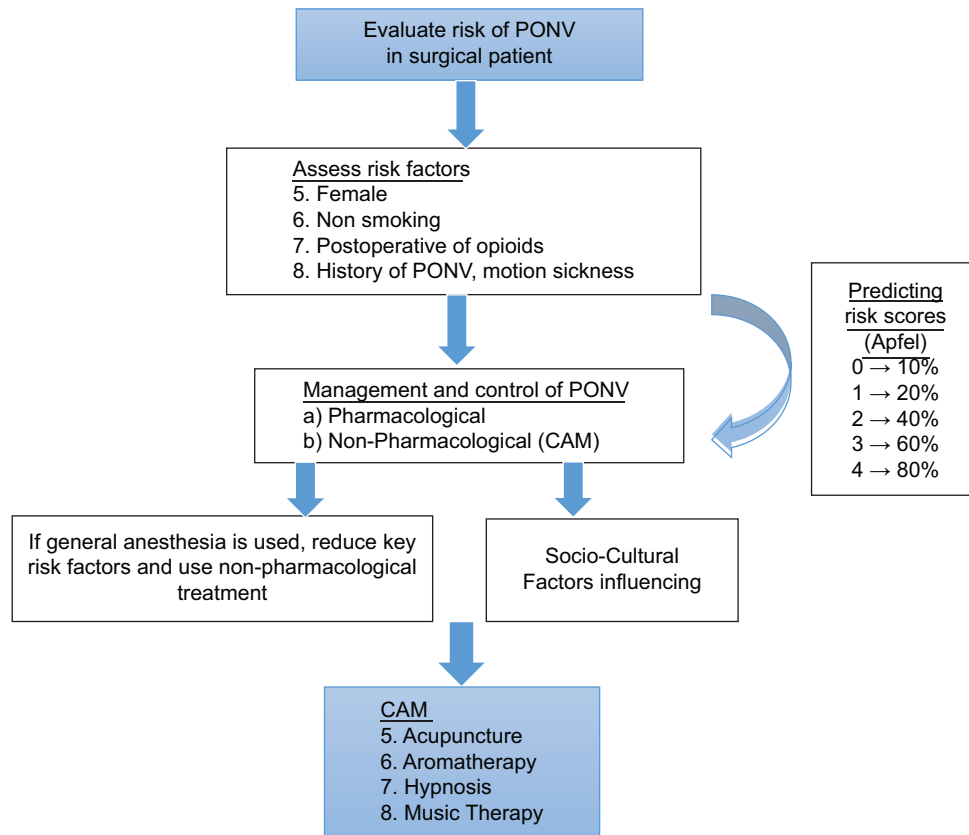 Evaluate risk of PONV
in surgical patient
Assess risk factors
5. Female
6. Non smoking
7. Postoperative of opioids
8. History of PONV, motion sickness
Predicting
risk scores
(Apfel)
0 → 10%
1 → 20%
2 → 40%
3 → 60%
4 → 80%
Management and control of PONV
a) Pharmacological
b) Non-Pharmacological (CAM)
If general anesthesia is used, reduce key
risk factors and use non-pharmacological
treatment
Socio-Cultural
Factors influencing
CAM
5. Acupuncture
6. Aromatherapy
7. Hypnosis
8. Music Therapy